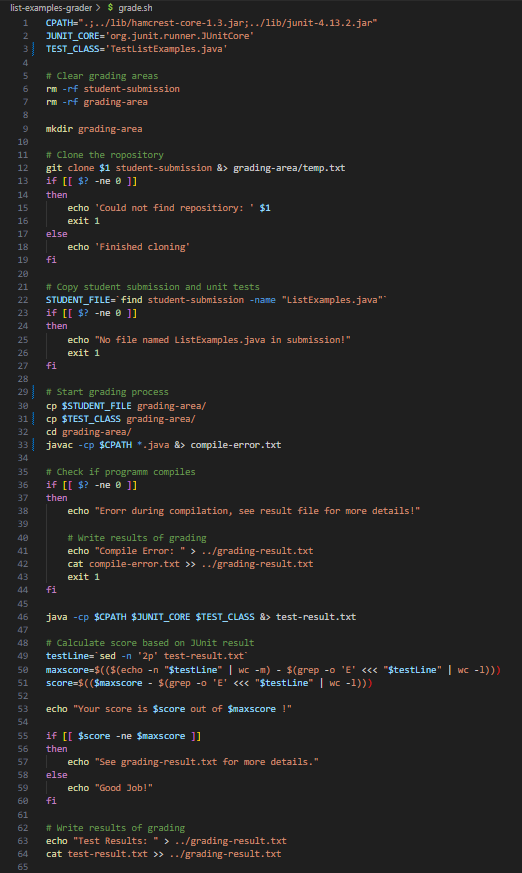 list-examples-grader > $ grade.sh
1 CPATH=".;../lib/hamcrest-core-1.3.jar;../lib/junit-4.13.2.jar"
2 JUNIT_CORE='org.junit.runner.JUnitCore'
3 TEST_CLASS='TestListExamples.java'
4
5 # Clear grading areas
6 rm -rf student-submission
7 rm -rf grading-area
8
9 mkdir grading-area
10
11 # Clone the ropository
12 git clone $1 student-submission &> grading-area/temp.txt
13 if [[ $? -ne 0 ]]
14 then
15     echo 'Could not find repositiory: ' $1
16     exit 1
17 else
18     echo 'Finished cloning'
19 fi
20
21 # Copy student submission and unit tests
22 STUDENT_FILE=`find student-submission -name "ListExamples.java"`
23 if [[ $? -ne 0 ]]
24 then
25     echo "No file named ListExamples.java in submission!"
26     exit 1
27 fi
28
29 # Start grading process
30 cp $STUDENT_FILE grading-area/
31 cp $TEST_CLASS grading-area/
32 cd grading-area/
33 javac -cp $CPATH *.java &> compile-error.txt
34
35 # Check if programm compiles
36 if [[ $? -ne 0 ]]
37 then
38     echo "Erorr during compilation, see result file for more details!"
39
40     # Write results of grading
41     echo "Compile Error: " > ../grading-result.txt
42     cat compile-error.txt >> ../grading-result.txt
43     exit 1
44 fi
45
46 java -cp $CPATH $JUNIT_CORE $TEST_CLASS &> test-result.txt
47
48 # Calculate score based on JUnit result
49 testLine=`sed -n '2p' test-result.txt`
50 maxscore=$(($(echo -n "$testLine" | wc -m) - $(grep -o 'E' <<< "$testLine" | wc -l)))
51 score=$(($maxscore - $(grep -o 'E' <<< "$testLine" | wc -l)))
52
53 echo "Your score is $score out of $maxscore !"
54
55 if [[ $score -ne $maxscore ]]
56 then
57     echo "See grading-result.txt for more details."
58 else
59     echo "Good Job!"
60 fi
61
62 # Write results of grading
63 echo "Test Results: " > ../grading-result.txt
64 cat test-result.txt >> ../grading-result.txt
65